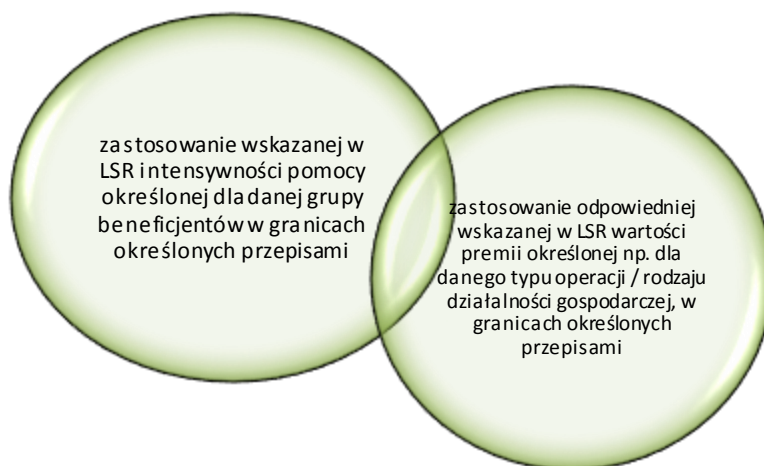 zastosowanie wskazanej w
LSR intensywności pomocy
określonej dla danej grupy
beneficjentów w granicach
określonych przepisami
zastosowanie odpowiedniej
wskazanej w LSR wartości
premii określonej np. dla
danego typu operacji / rodzaju
działalności gospodarczej, w
granicach określonych
przepisami